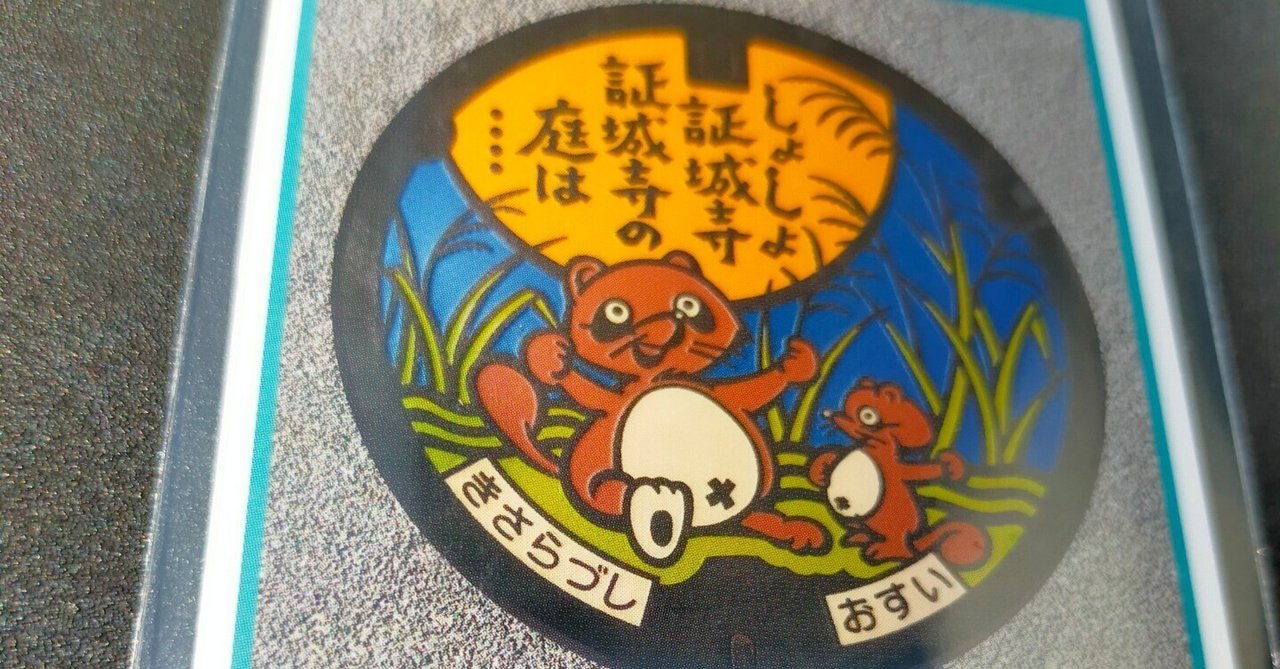 しょしょ
証城寺
証城寺の
庭は
‥‥
きさらづし
おすい